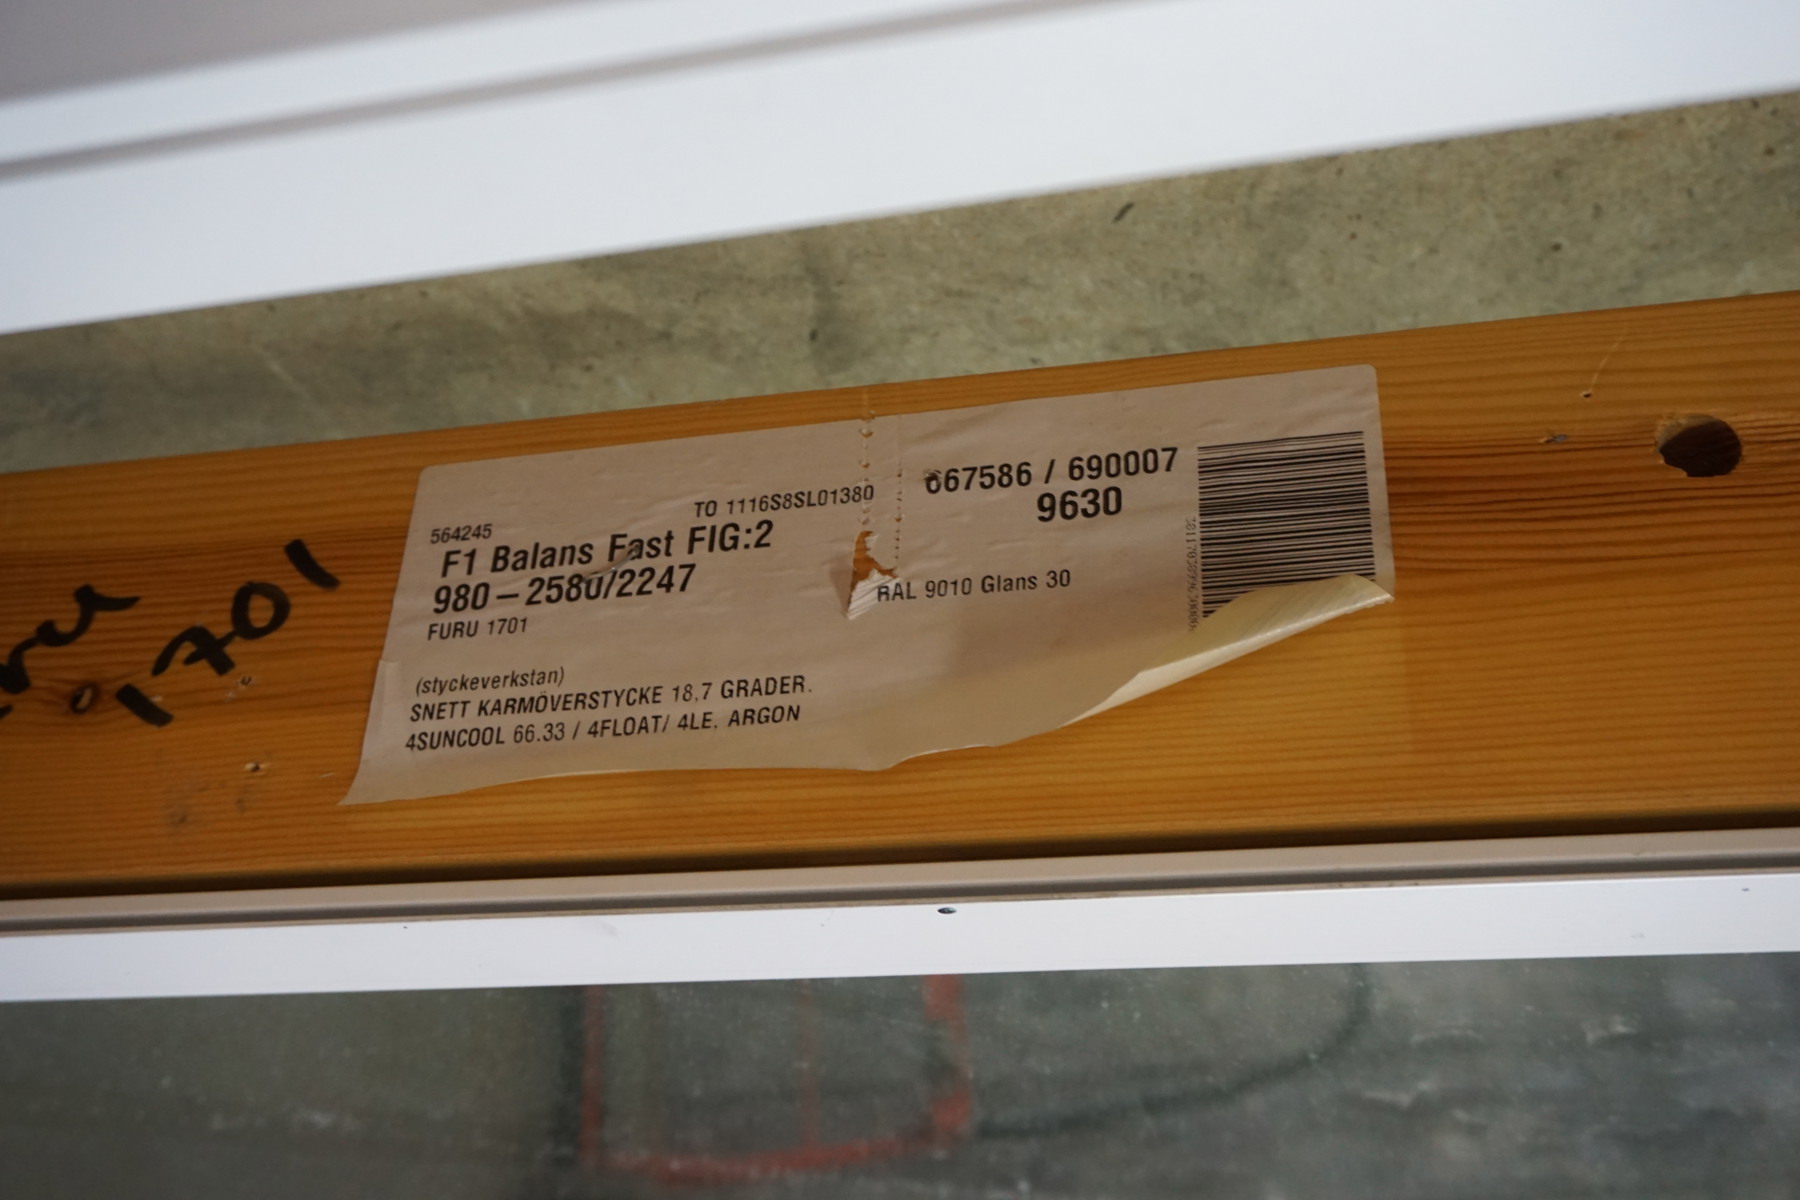 564245
TO 1116S8SL01380
F1 Balans Fast FIG:2
980-2580/2247
FURU 1701
(styckeverkstan)
SNETT KARMÖVERSTYCKE 18,7 GRADER.
4SUNCOOL 66.33 / 4FLOAT/ 4LE. ARGON
667586 / 690007
9630
RAL 9010 Glans 30
1701